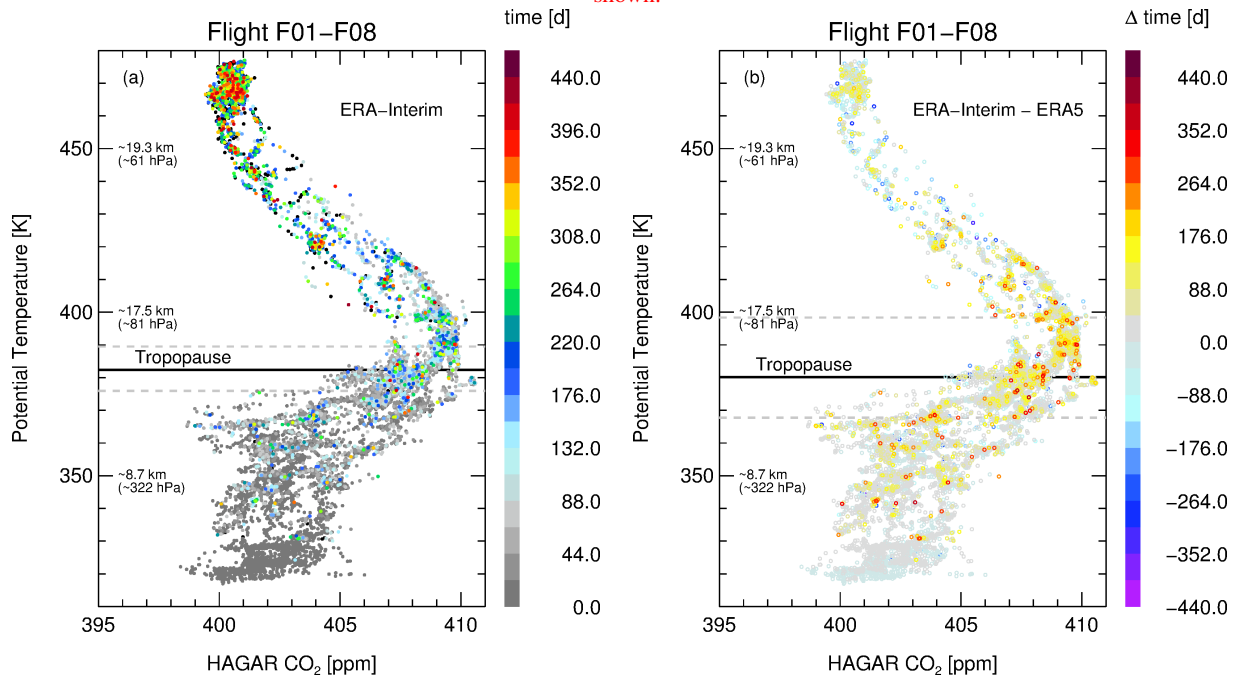 shown.
time [d]
Flight F01−F08
(a)
ERA−Interim
~19.3 km
(~61 hPa)
~17.5 km
(~81 hPa)
Tropopause
~8.7 km
(~322 hPa)
450
400
350
Potential Temperature [K]
395
400
405
410
HAGAR CO₂ [ppm]
440.0
396.0
352.0
308.0
264.0
220.0
176.0
132.0
88.0
44.0
0.0
Δ time [d]
Flight F01−F08
(b)
ERA−Interim − ERA5
~19.3 km
(~61 hPa)
~17.5 km
(~81 hPa)
Tropopause
~8.7 km
(~322 hPa)
450
400
350
Potential Temperature [K]
395
400
405
410
HAGAR CO₂ [ppm]
440.0
352.0
264.0
176.0
88.0
0.0
−88.0
−176.0
−264.0
−352.0
−440.0